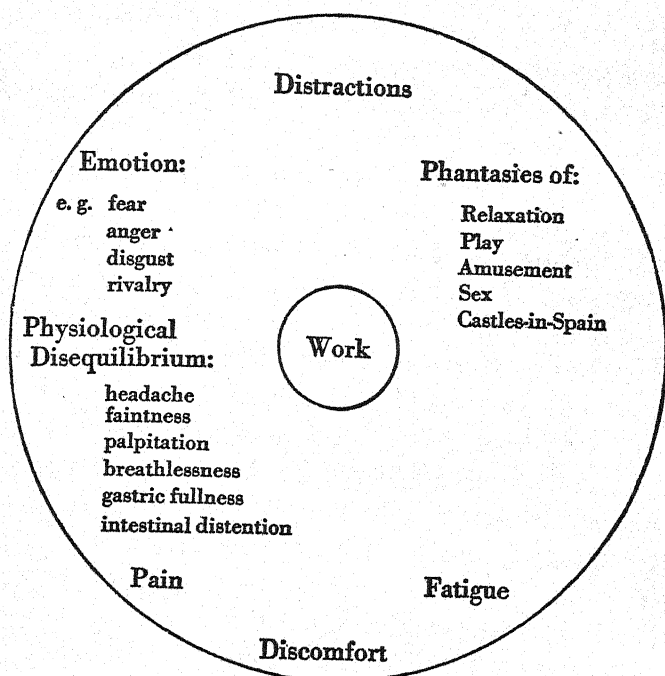 Distractions
Emotion:
e. g. fear
anger
disgust
rivalry
Phantasies of:
Relaxation
Play
Amusement
Sex
Castles-in-Spain
Work
Physiological
Disequilibrium:
headache
faintness
palpitation
breathlessness
gastric fullness
intestinal distention
Pain
Fatigue
Discomfort